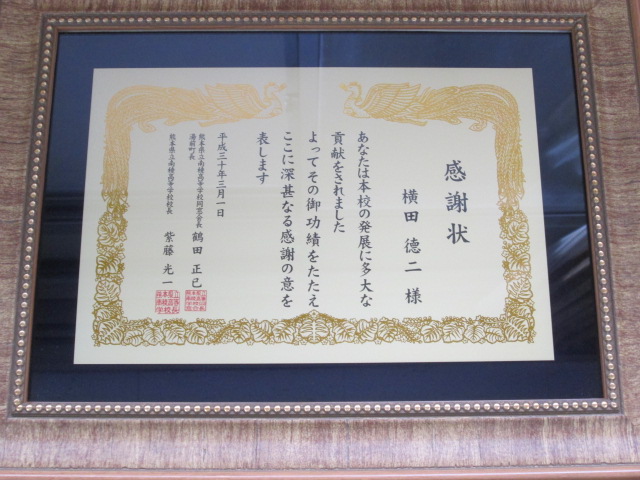 感謝状
横田徳二様
あなたは本校の発展に多大な
貢献をされました
よってその御功績をたたえ
ここに深甚なる感謝の意を
表します
平成三十年三月一日
熊本県立南稜高等学校同窓会長
湯前町長 鶴田正已
熊本県立南稜高等学校校長 紫藤光一